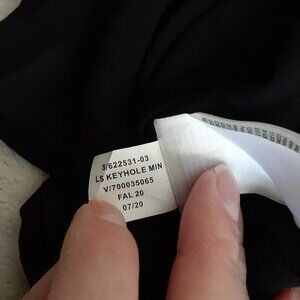 S/622531-03
LS KEYHOLE MIN
V/700035065
FAL 20
07/20